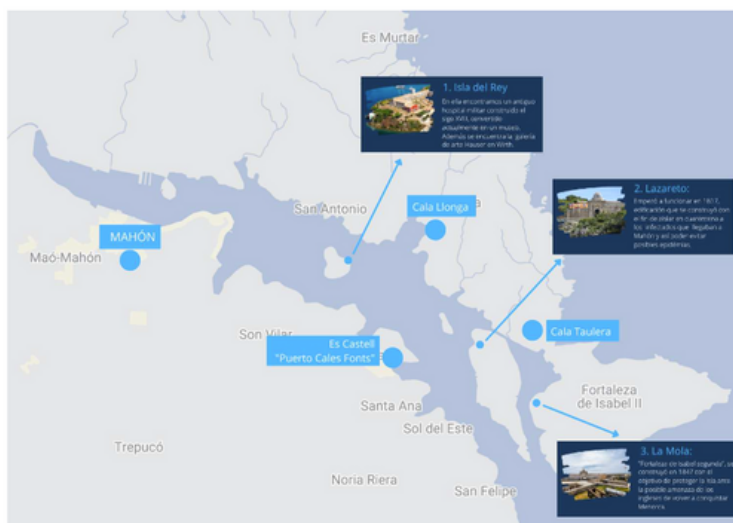 Es Murtar
1. Isla del Rey
En ella encontramos un antiguo
hospital militar construido el
siglo XVIII, convertido
actualmente en un museo.
Además se encuentra la galería
de arte Hauser en Wirth.
San Antonio
Cala Llonga
2. Lazareto:
Empezó a funcionar en 1817,
edificación que se construyó con
el fin de aislar en cuarentena a
los infectados que llegaban a
Mahón y así poder evitar
posibles epidemias.
MAHÓN
Maó-Mahón
Son Vilar
Es Castell
"Puerto Cales Fonts"
Cala Taulera
Santa Ana
Sol del Este
Fortaleza
de Isabel II
Trepucó
Noria Riera
San Felipe
3. La Mola:
"Fortaleza de Isabel segunda", se
construyó en 1847 con el
objetivo de proteger la isla ante
la posible amenaza de los
ingleses de volver a conquistar
Menorca.